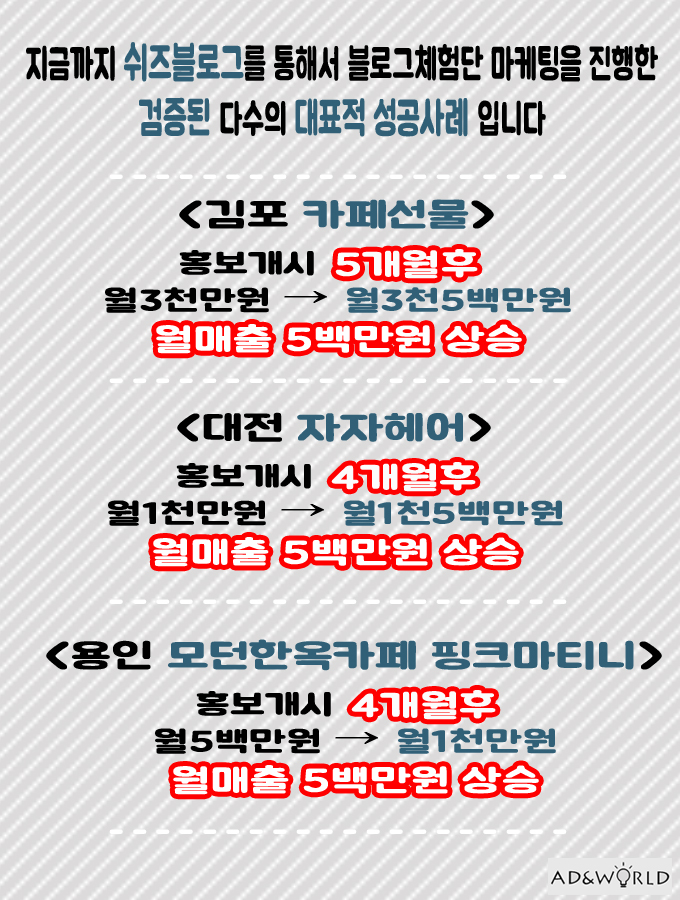 지금까지 쉬즈블로그를 통해서 블로그체험단 마케팅을 진행한
검증된 다수의 대표적 성공사례 입니다
<김포 카페선물>
홍보개시 5개월후
월3천만원 → 월3천5백만원
월매출 5백만원 상승
<대전 자자헤어>
홍보개시 4개월후
월1천만원 → 월1천5백만원
월매출 5백만원 상승
<용인 모던한옥카페 핑크마티니>
홍보개시 4개월후
월5백만원 → 월1천만원
월매출 5백만원 상승
AD&WORLD